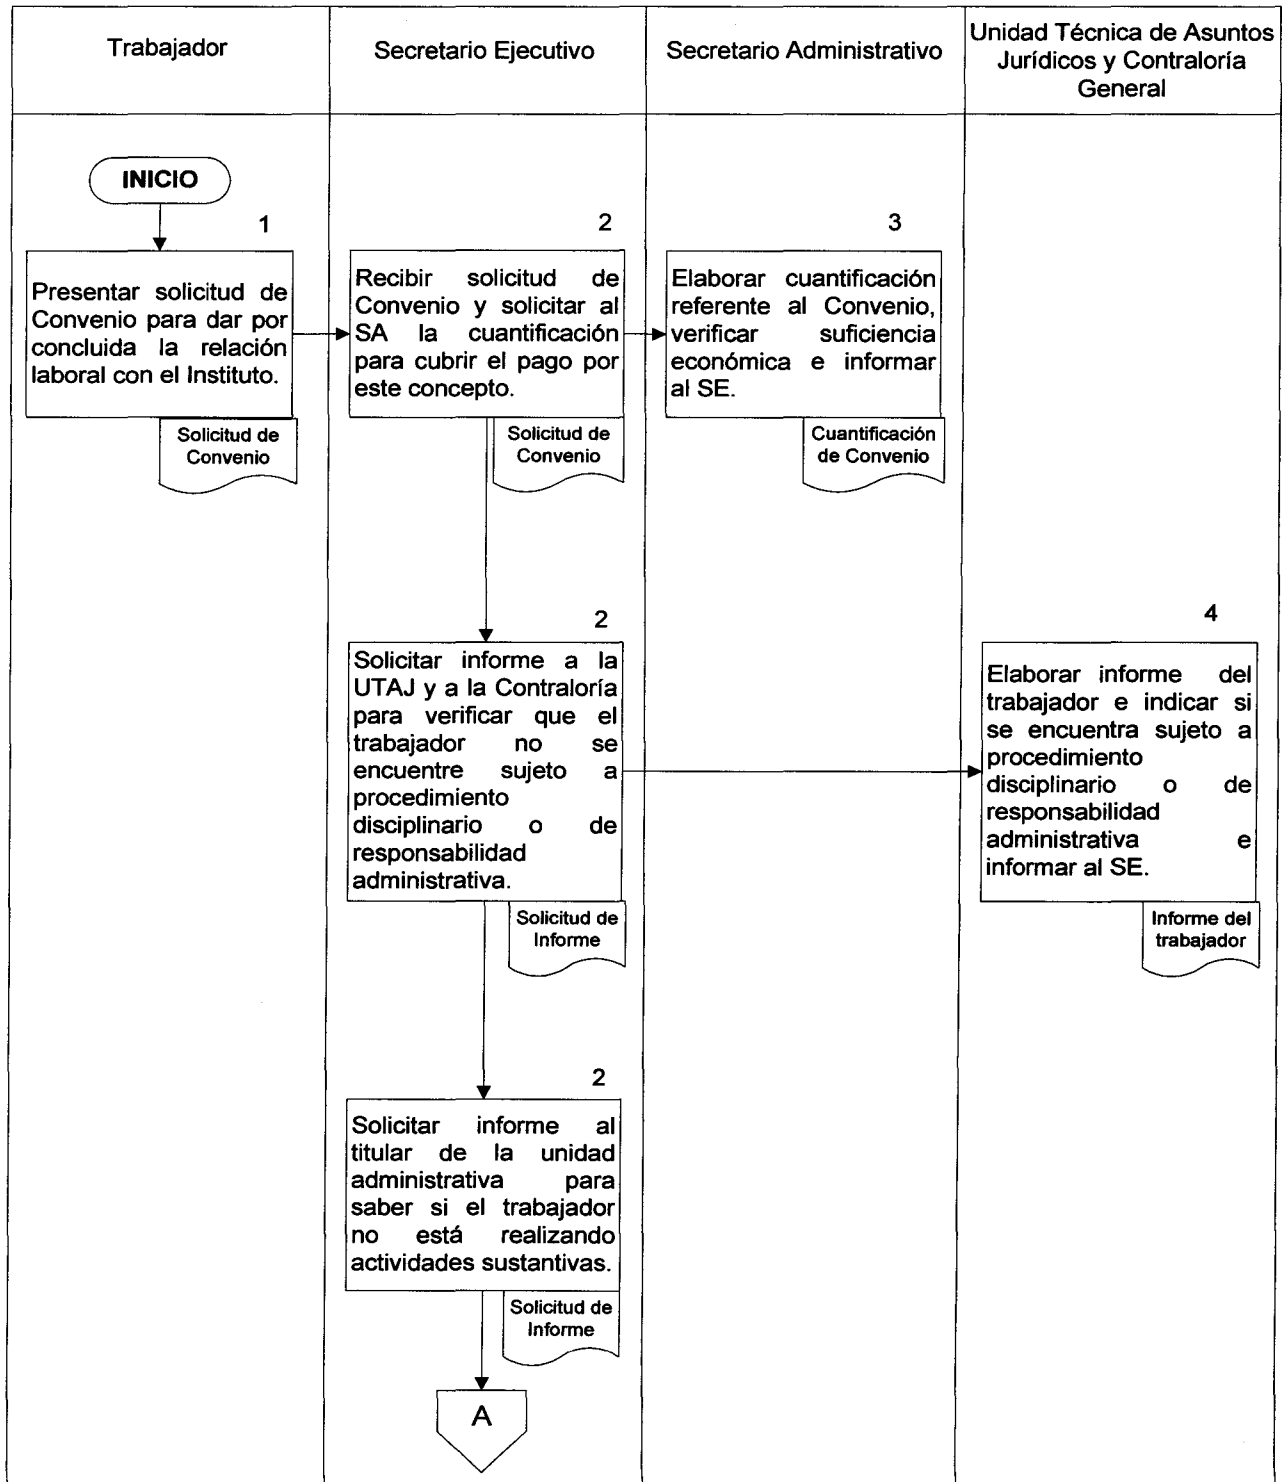 Trabajador
Secretario Ejecutivo
Secretario Administrativo
Unidad Técnica de Asuntos
Jurídicos y Contraloría
General
INICIO
1
Presentar solicitud de
Convenio para dar por
concluida la relación
laboral con el Instituto.
Solicitud de
Convenio
2
Recibir solicitud de
Convenio y solicitar al
SA la cuantificación
para cubrir el pago por
este concepto.
Solicitud de
Convenio
3
Elaborar cuantificación
referente al Convenio,
verificar suficiencia
económica e informar
al SE.
Cuantificación
de Convenio
2
Solicitar informe a la
UTAJ y a la Contraloría
para verificar que el
trabajador no se
encuentre sujeto a
procedimiento
disciplinario o de
responsabilidad
administrativa.
Solicitud de
Informe
4
Elaborar informe del
trabajador e indicar si
se encuentra sujeto a
procedimiento
disciplinario o de
responsabilidad
administrativa e
informar al SE.
Informe del
trabajador
2
Solicitar informe al
titular de la unidad
administrativa para
saber si el trabajador
no está realizando
actividades sustantivas.
Solicitud de
Informe
A